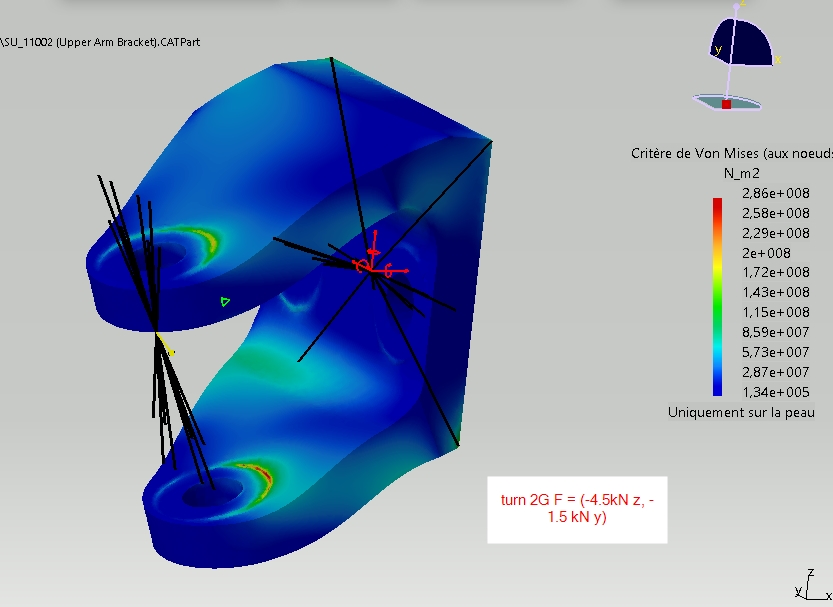 \SU_11002 (Upper Arm Bracket).CATPart
z
y
x
Critère de Von Mises (aux noeuds
N_m2
2,86e+008
2,58e+008
2,29e+008
2e+008
1,72e+008
1,43e+008
1,15e+008
8,59e+007
5,73e+007
2,87e+007
1,34e+005
Uniquement sur la peau
turn 2G F = (-4.5kN z, -
1.5 kN y)
z
y
x